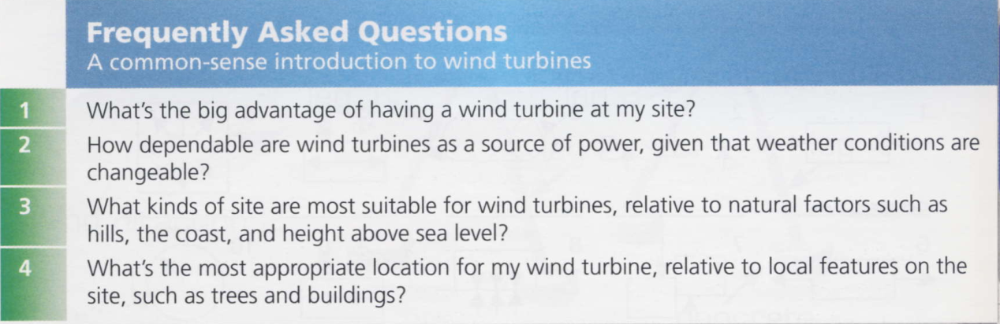 Frequently Asked Questions
A common-sense introduction to wind turbines
1 What's the big advantage of having a wind turbine at my site?
2 How dependable are wind turbines as a source of power, given that weather conditions are
changeable?
3 What kinds of site are most suitable for wind turbines, relative to natural factors such as
hills, the coast, and height above sea level?
4 What's the most appropriate location for my wind turbine, relative to local features on the
site, such as trees and buildings?